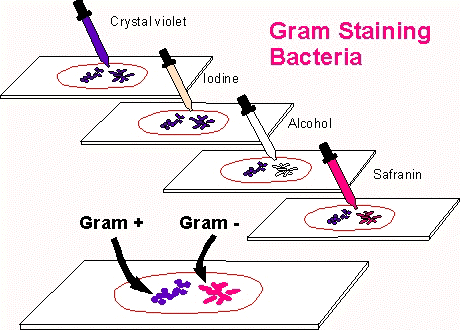 Crystal violet
Gram Staining
Bacteria
Iodine
Alcohol
Safranin
Gram + Gram -